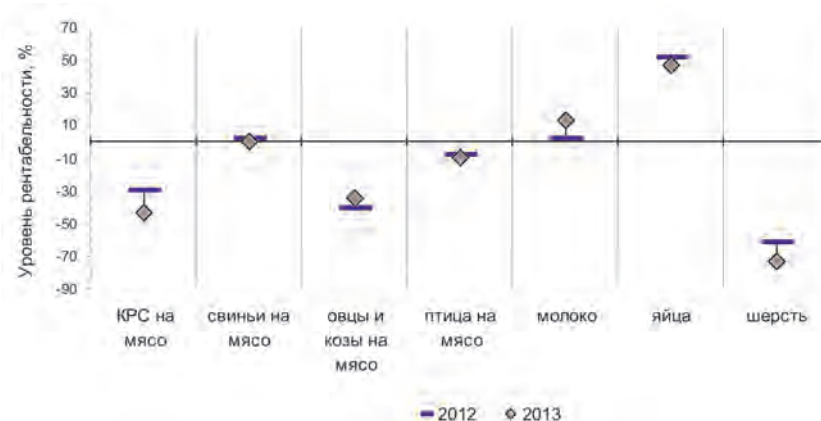 Уровень рентабельности, %
70
50
30
10
-10
-30
-50
-70
-90
КРС на
мясо
свиньи на
мясо
овцы и
козы на
мясо
птица на
мясо
молоко
яйца
шерсть
2012
2013